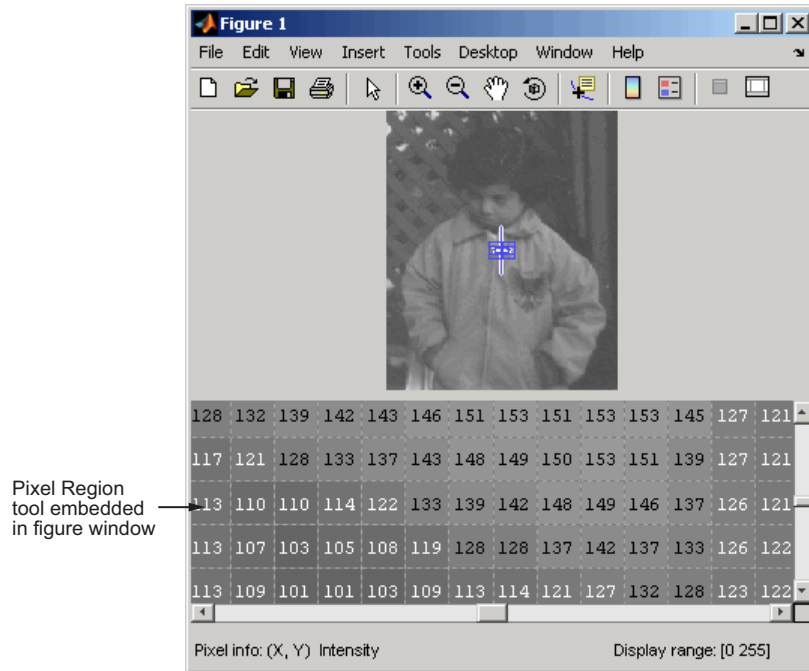 Figure 1
File Edit View Insert Tools Desktop Window Help
128 132 139 142 143 146 151 153 151 153 153 145 127 121
117 121 128 133 137 143 148 149 150 153 151 139 127 121
Pixel Region
tool embedded
in figure window
113 110 110 114 122 133 139 142 148 149 146 137 126 121
113 107 103 105 108 119 128 128 137 142 137 133 126 122
113 109 101 101 103 109 113 114 121 127 132 128 123 122
Pixel info: (X, Y) Intensity Display range: [0 255]